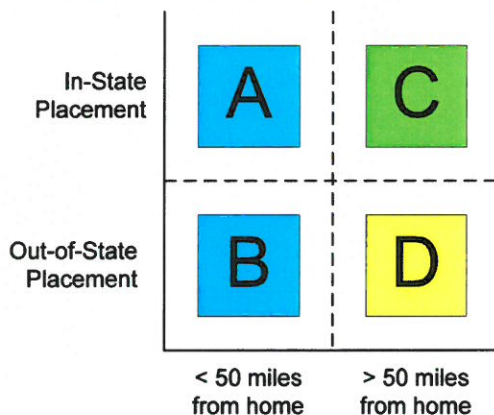 In-State
Placement
A
C
Out-of-State
Placement
B
D
< 50 miles
from home
> 50 miles
from home